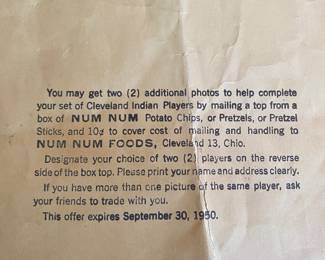 You may get two (2) additional photos to help complete
your set of Cleveland Indian Players by mailing a top from a
box of NUM NUM Potato Chips, or Pretzels, or Pretzel
Sticks, and 10¢ to cover cost of mailing and handling to
NUM NUM FOODS, Cleveland 13, Ohio.
Designate your choice of two (2) players on the reverse
side of the box top. Please print your name and address clearly.
If you have more than one picture of the same player, ask
your friends to trade with you.
This offer expires September 30, 1950.